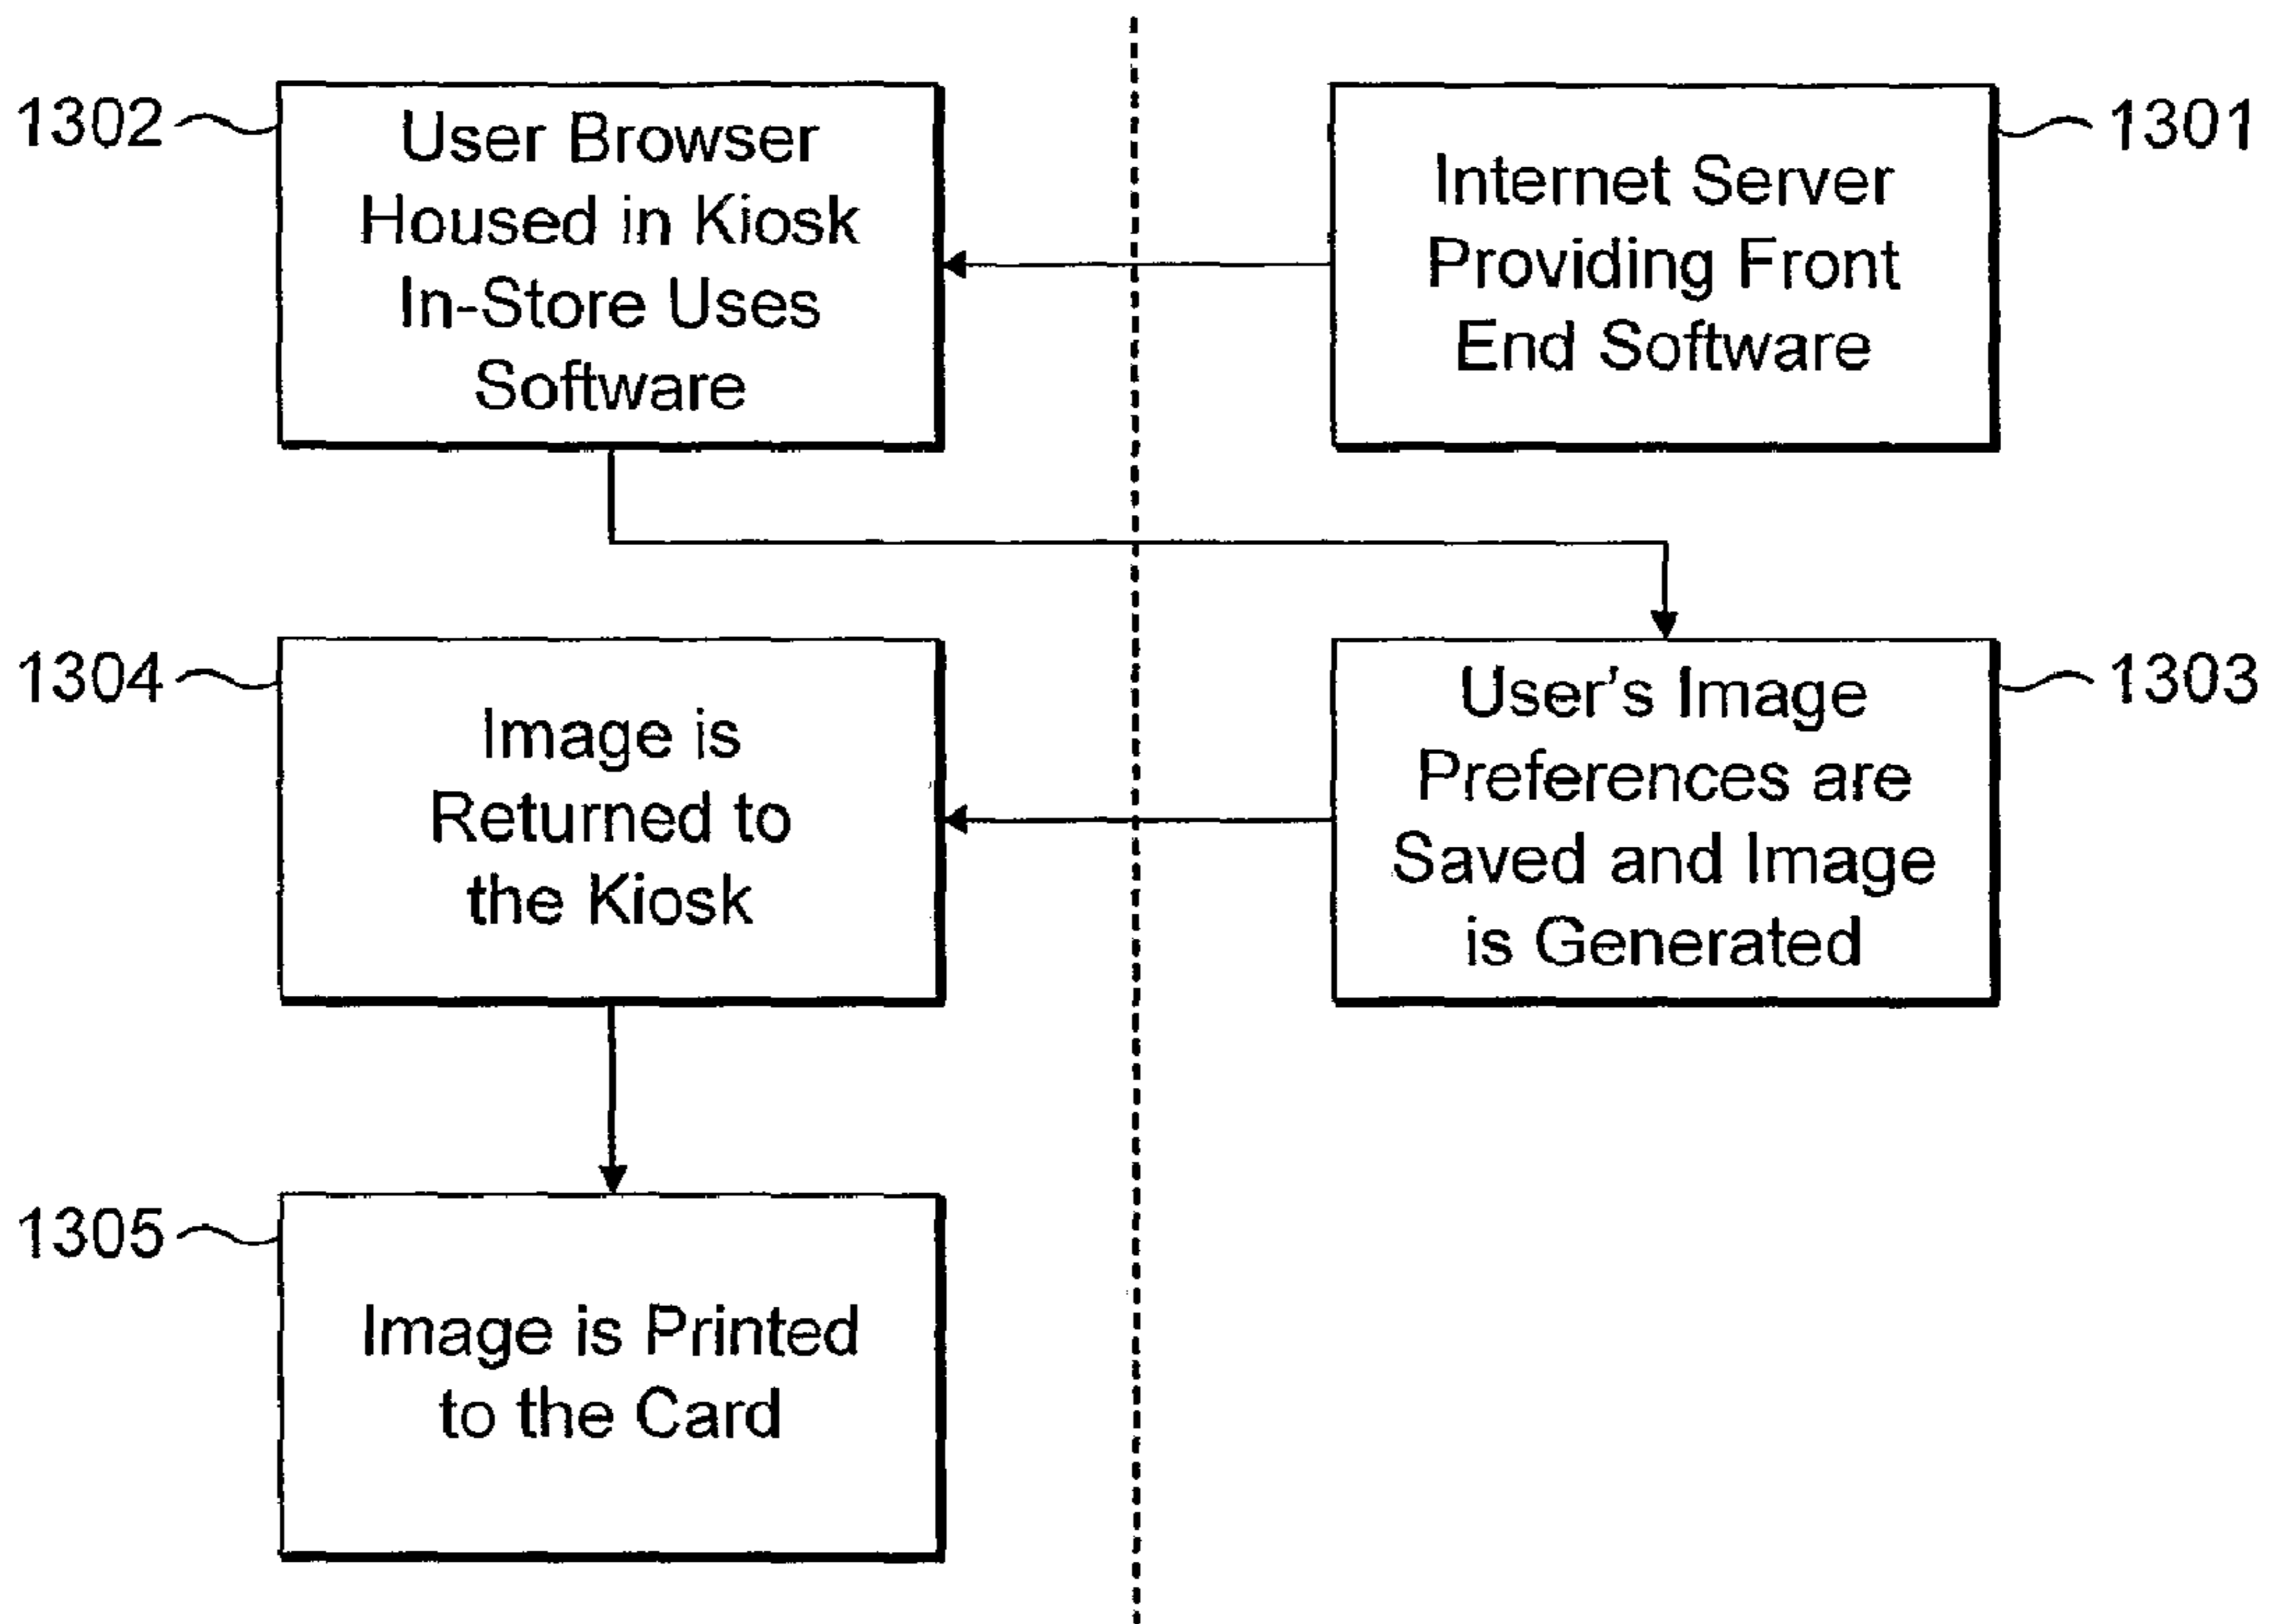 1302
User Browser
Housed in Kiosk
In-Store Uses
Software
1301
Internet Server
Providing Front
End Software
1304
Image is
Returned to
the Kiosk
1303
User's Image
Preferences are
Saved and Image
is Generated
1305
Image is Printed
to the Card